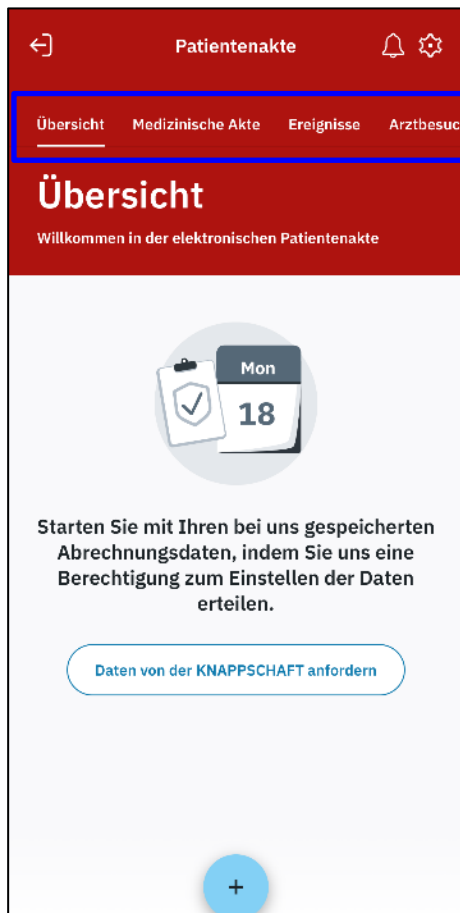 Patientenakte
Übersicht Medizinische Akte Ereignisse Arztbesuc
Übersicht
Willkommen in der elektronischen Patientenakte
Mon
18
Starten Sie mit Ihren bei uns gespeicherten
Abrechnungsdaten, indem Sie uns eine
Berechtigung zum Einstellen der Daten
erteilen.
Daten von der KNAPPSCHAFT anfordern
+